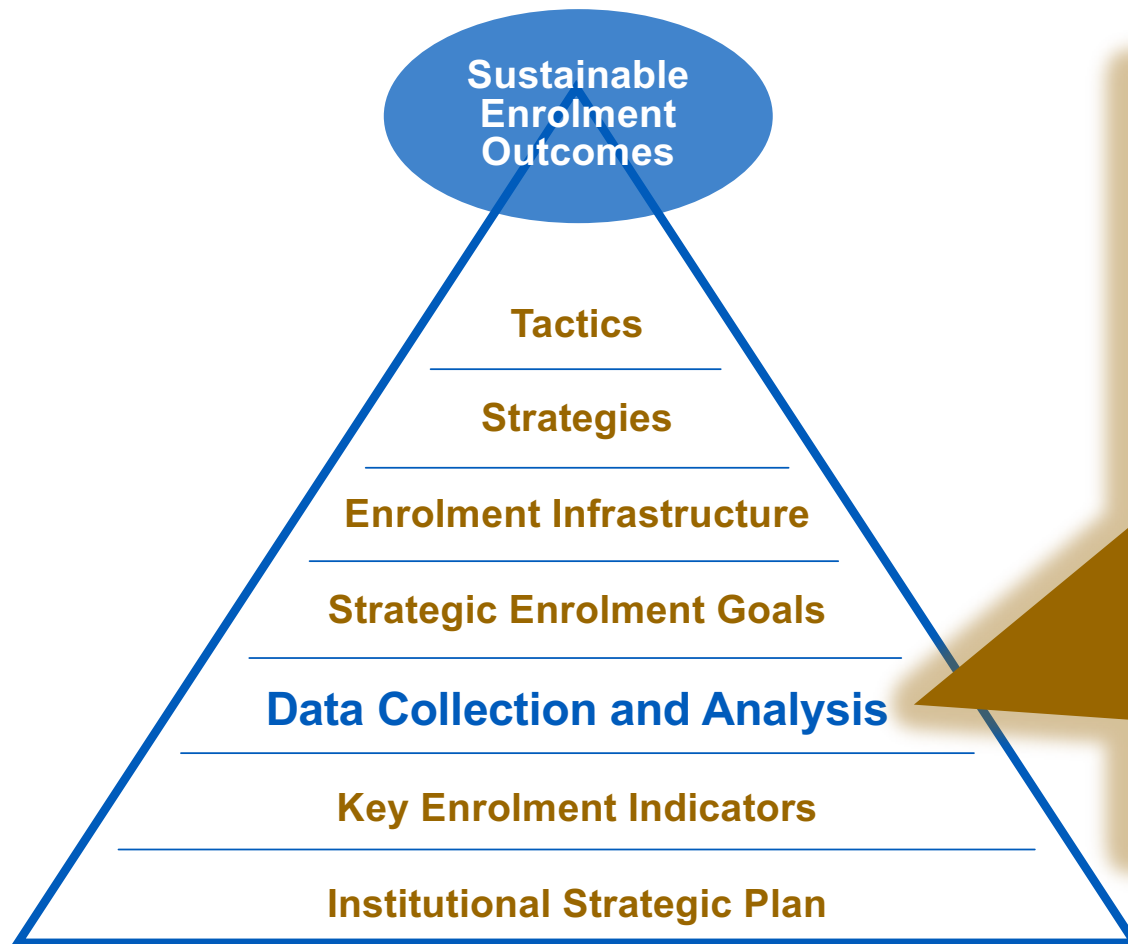 Sustainable
Enrolment
Outcomes
Tactics
Strategies
Enrolment Infrastructure
Strategic Enrolment Goals
Data Collection and Analysis
Key Enrolment Indicators
Institutional Strategic Plan